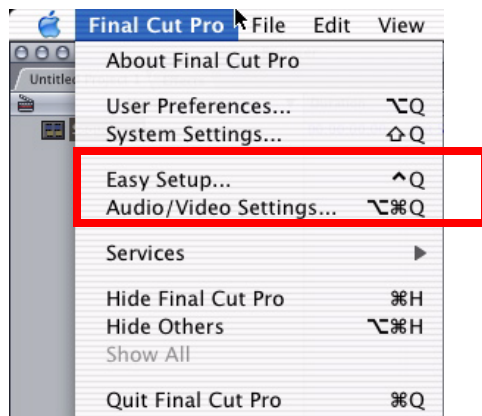 Final Cut Pro File Edit View
About Final Cut Pro
Untitled
User Preferences... ⌥Q
System Settings... ⇧Q
Easy Setup... ^Q
Audio/Video Settings... ⌥⌘Q
Services ▶
Hide Final Cut Pro ⌘H
Hide Others ⌥⌘H
Show All
Quit Final Cut Pro ⌘Q